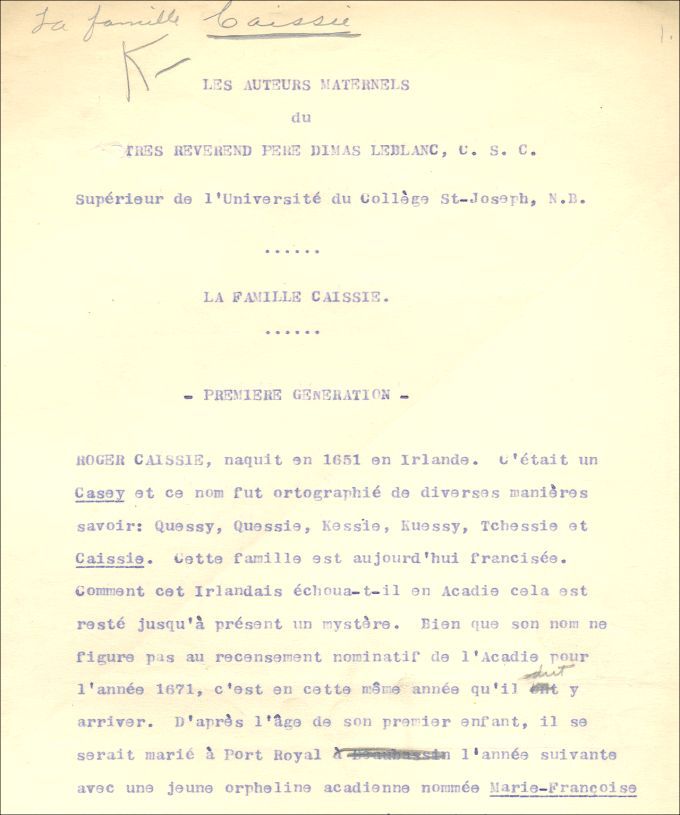 La famille Caissie
1.
K-
LES AUTEURS MATERNELS
du
TRES REVEREND PERE DIMAS LEBLANC, C. S. C.
Supérieur de l'Université du Collège St-Joseph, N.B.
......
LA FAMILLE CAISSIE.
......
- PREMIERE GENERATION -
ROGER CAISSIE, naquit en 1651 en Irlande. C'était un
Casey et ce nom fut ortographié de diverses manières
savoir: Quessy, Quessie, Kessie, Kuessy, Tchessie et
Caissie. Cette famille est aujourd'hui francisée.
Comment cet Irlandais échoua-t-il en Acadie cela est
resté jusqu'à présent un mystère. Bien que son nom ne
figure pas au recensement nominatif de l'Acadie pour
dut
l'année 1671, c'est en cette même année qu'il y
arriver. D'après l'âge de son premier enfant, il se
serait marié à Port Royal à Beaubassin l'année suivante
avec une jeune orpheline acadienne nommée Marie-Françoise